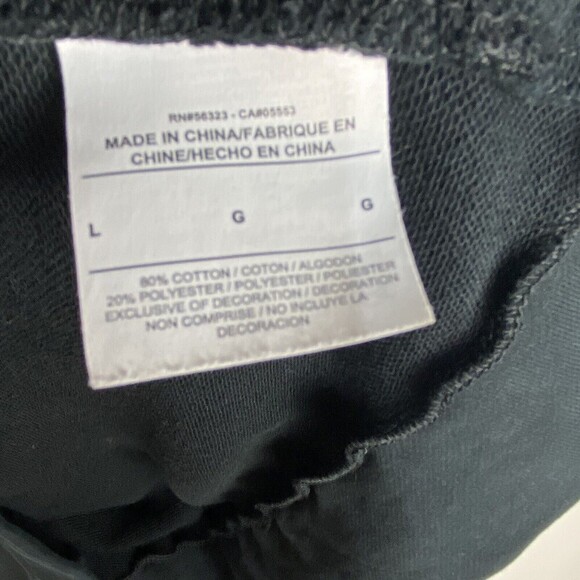 RN#56323 - CA#05553
MADE IN CHINA/FABRIQUE EN
CHINE/HECHO EN CHINA
L G G
80% COTTON / COTON / ALGODON
20% POLYESTER / POLYESTER / POLIESTER
EXCLUSIVE OF DECORATION / DECORATION
NON COMPRISE / NO INCLUYE LA
DECORACION